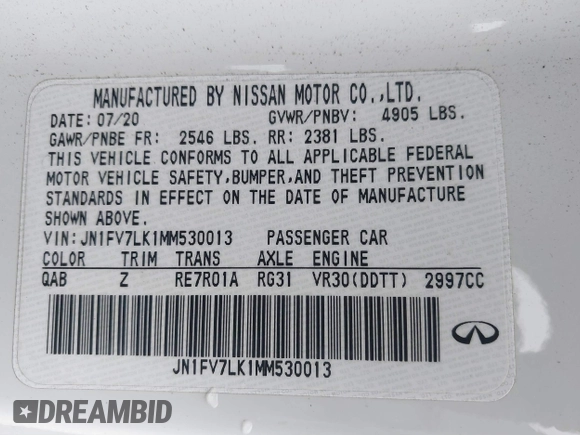 MANUFACTURED BY NISSAN MOTOR CO.,LTD.
DATE: 07/20 GVWR/PNBV: 4905 LBS.
GAWR/PNBE FR: 2546 LBS. RR: 2381 LBS.
THIS VEHICLE CONFORMS TO ALL APPLICABLE FEDERAL
MOTOR VEHICLE SAFETY,BUMPER,AND THEFT PREVENTION
STANDARDS IN EFFECT ON THE DATE OF MANUFACTURE
SHOWN ABOVE.
VIN:JN1FV7LK1MM530013 PASSENGER CAR
COLOR TRIM TRANS AXLE ENGINE
QAB Z RE7R01A RG31 VR30(DDTT) 2997CC
JN1FV7LK1MM530013
DREAMBID